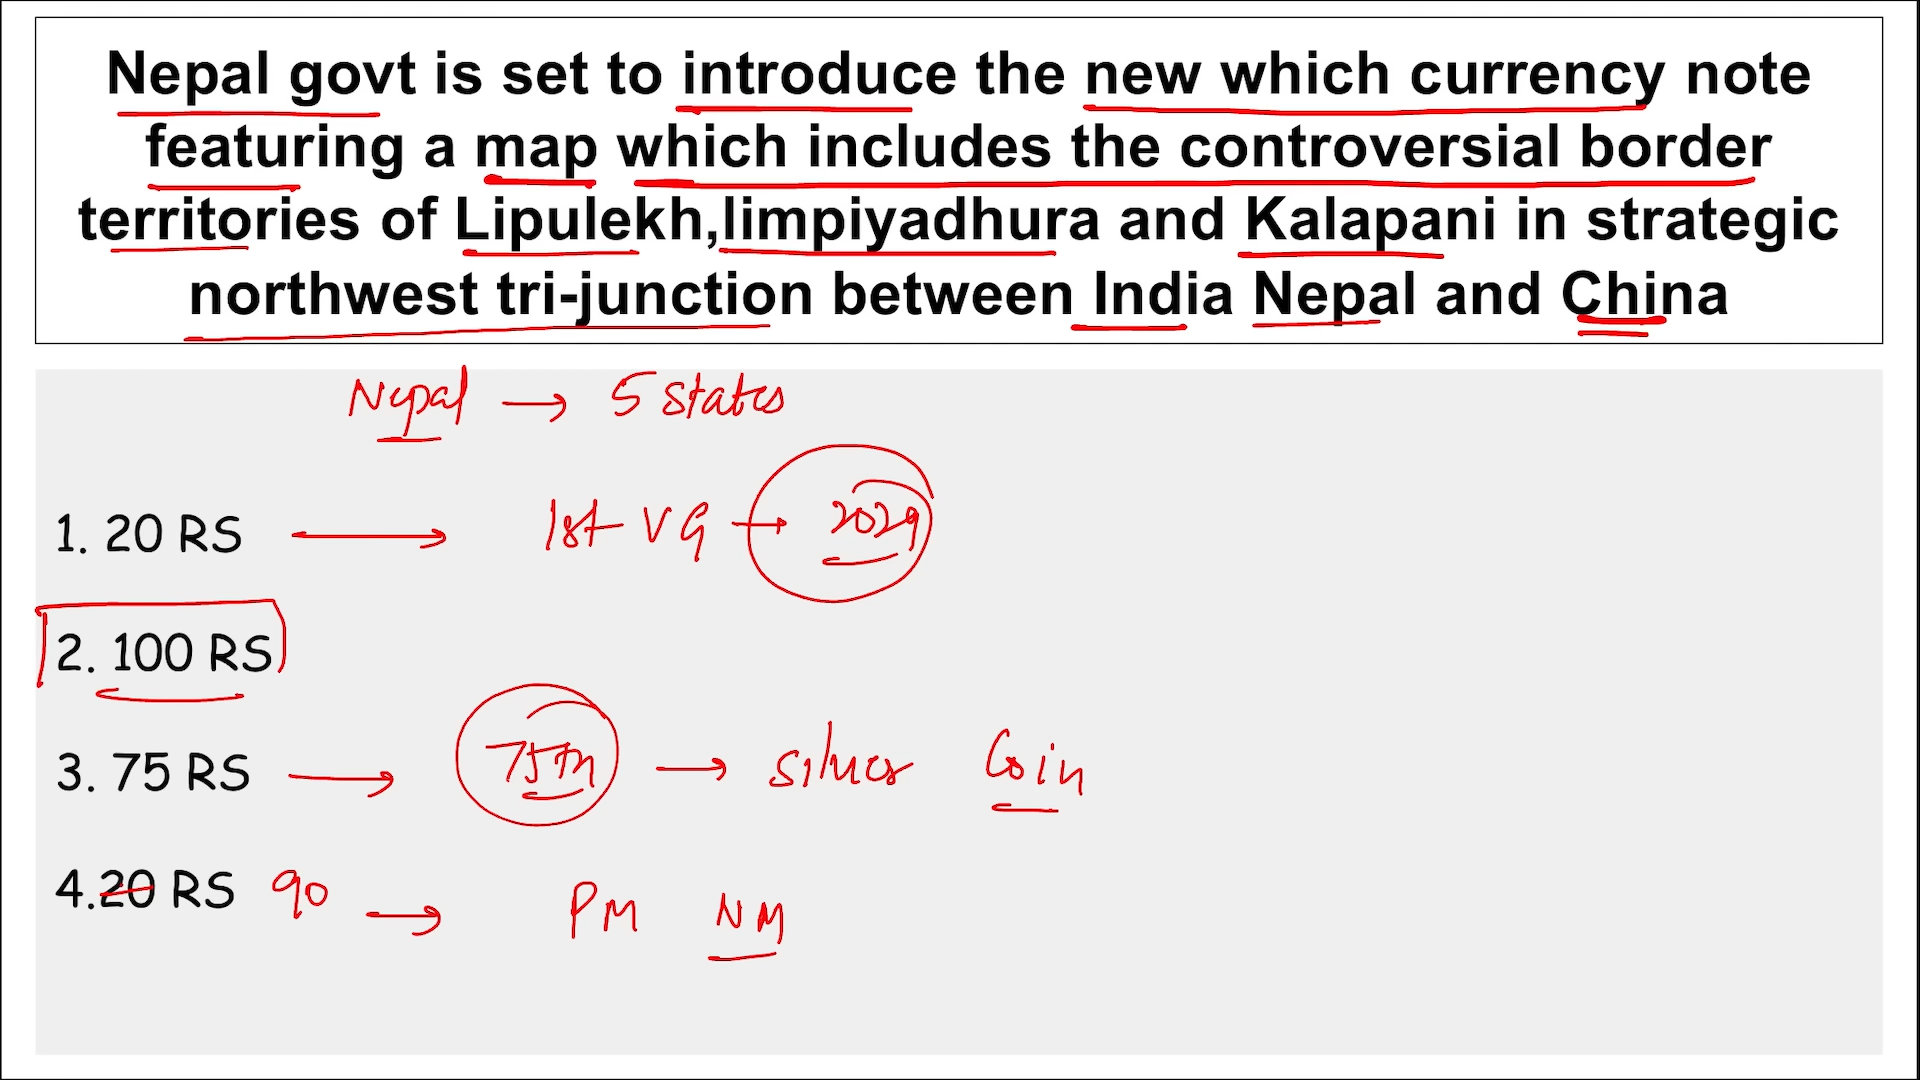 Nepal govt is set to introduce the new which currency note
featuring a map which includes the controversial border
territories of Lipulekh,limpiyadhura and Kalapani in strategic
northwest tri-junction between India Nepal and China
Nepal → 5 states
1. 20 RS → 1st VG → 2029
2. 100 RS
3. 75 RS → 75th → silver Coin
4.20 RS 90 → PM NM